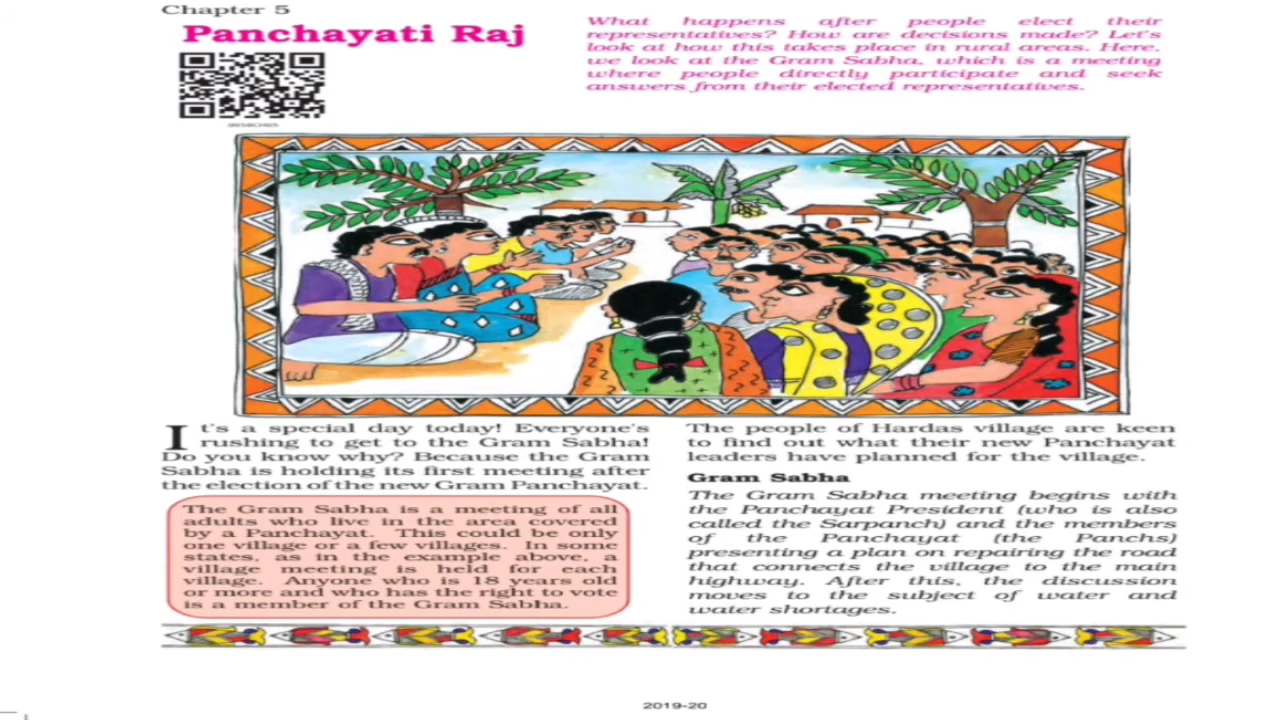 Chapter 5
Panchayati Raj
What happens after people elect their
representatives? How are decisions made? Let's
look at how this takes place in rural areas. Here,
we look at the Gram Sabha, which is a meeting
where people directly participate and seek
answers from their elected representatives.
It's a special day today! Everyone's
rushing to get to the Gram Sabha!
Do you know why? Because the Gram
Sabha is holding its first meeting after
the election of the new Gram Panchayat.
The Gram Sabha is a meeting of all
adults who live in the area covered
by a Panchayat. This could be only
one village or a few villages. In some
states, as in the example above, a
village meeting is held for each
village. Anyone who is 18 years old
or more and who has the right to vote
is a member of the Gram Sabha.
The people of Hardas village are keen
to find out what their new Panchayat
leaders have planned for the village.
Gram Sabha
The Gram Sabha meeting begins with
the Panchayat President (who is also
called the Sarpanch) and the members
of the Panchayat (the Panchs)
presenting a plan on repairing the road
that connects the village to the main
highway. After this, the discussion
moves to the subject of water and
water shortages.
2019-20